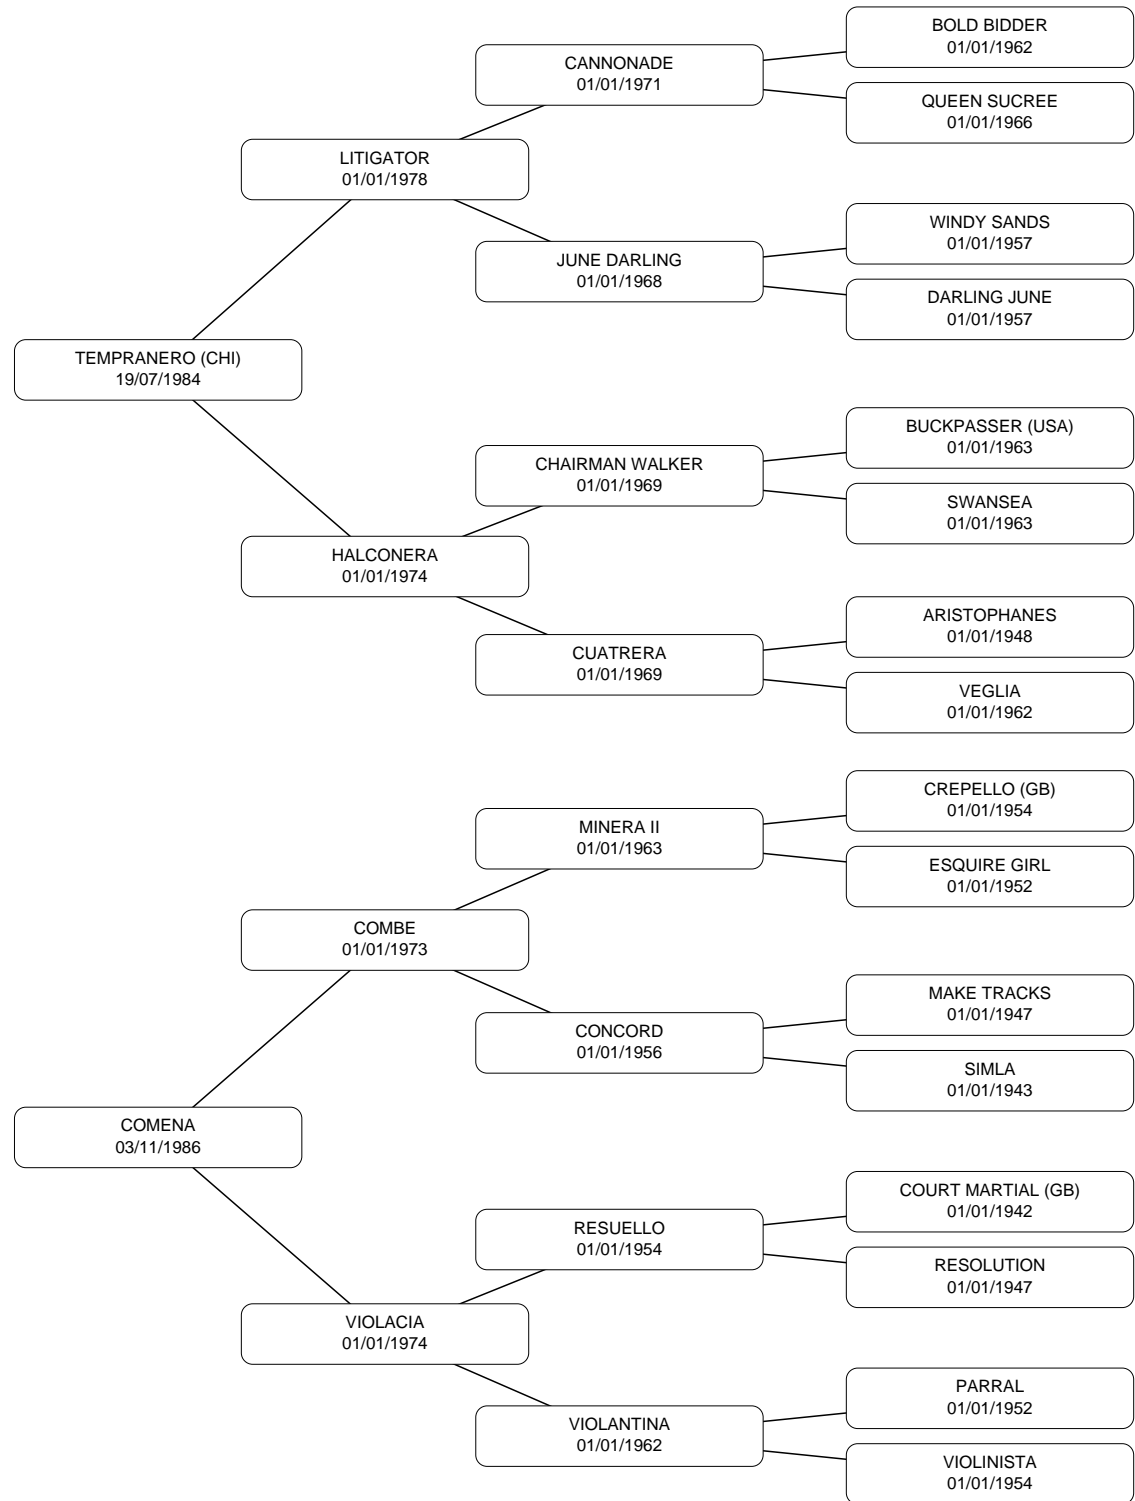 BOLD BIDDER
01/01/1962
CANNONADE
01/01/1971
QUEEN SUCREE
01/01/1966
LITIGATOR
01/01/1978
WINDY SANDS
01/01/1957
JUNE DARLING
01/01/1968
DARLING JUNE
01/01/1957
TEMPRANERO (CHI)
19/07/1984
BUCKPASSER (USA)
01/01/1963
CHAIRMAN WALKER
01/01/1969
SWANSEA
01/01/1963
HALCONERA
01/01/1974
ARISTOPHANES
01/01/1948
CUATRERA
01/01/1969
VEGLIA
01/01/1962
CREPELLO (GB)
01/01/1954
MINERA II
01/01/1963
ESQUIRE GIRL
01/01/1952
COMBE
01/01/1973
MAKE TRACKS
01/01/1947
CONCORD
01/01/1956
SIMLA
01/01/1943
COMENA
03/11/1986
COURT MARTIAL (GB)
01/01/1942
RESUELLO
01/01/1954
RESOLUTION
01/01/1947
VIOLACIA
01/01/1974
PARRAL
01/01/1952
VIOLANTINA
01/01/1962
VIOLINISTA
01/01/1954